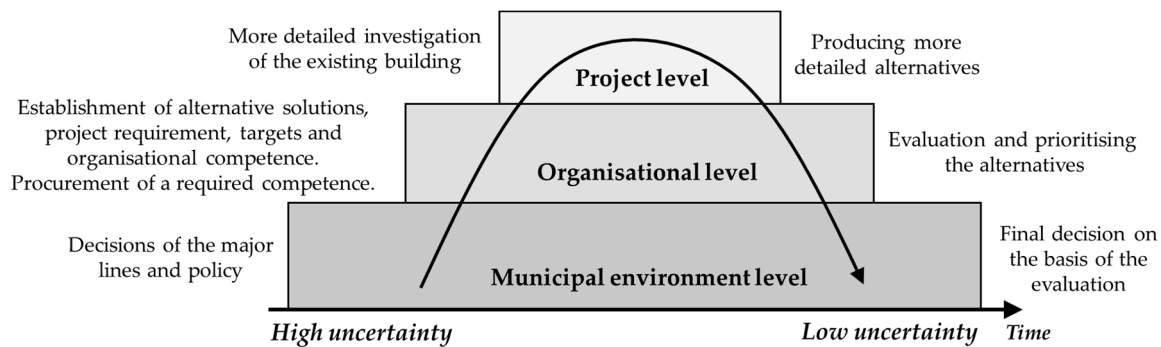 More detailed investigation
of the existing building
Project level
Producing more
detailed alternatives
Establishment of alternative solutions,
project requirement, targets and
organisational competence.
Procurement of a required competence.
Organisational level
Evaluation and prioritising
the alternatives
Decisions of the major
lines and policy
Municipal environment level
Final decision on
the basis of the
evaluation
High uncertainty
Low uncertainty
Time